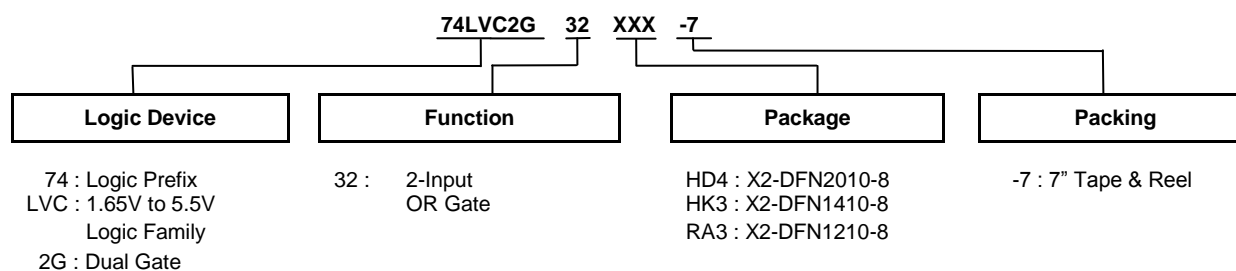 74LVC2G 32 XXX -7
Logic Device Function Package Packing
74 : Logic Prefix 32 : 2-Input HD4 : X2-DFN2010-8 -7 : 7” Tape & Reel
LVC : 1.65V to 5.5V OR Gate HK3 : X2-DFN1410-8
Logic Family RA3 : X2-DFN1210-8
2G : Dual Gate